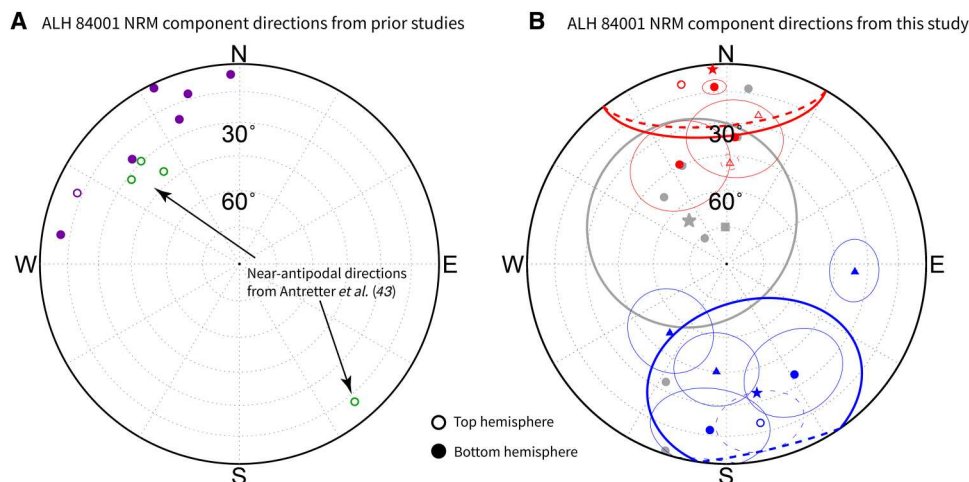 A ALH 84001 NRM component directions from prior studies
N
30°
60°
W
E
Near-antipodal directions
from Antretter et al. (43)
S
Top hemisphere
Bottom hemisphere
B ALH 84001 NRM component directions from this study
N
30°
60°
W
E
S